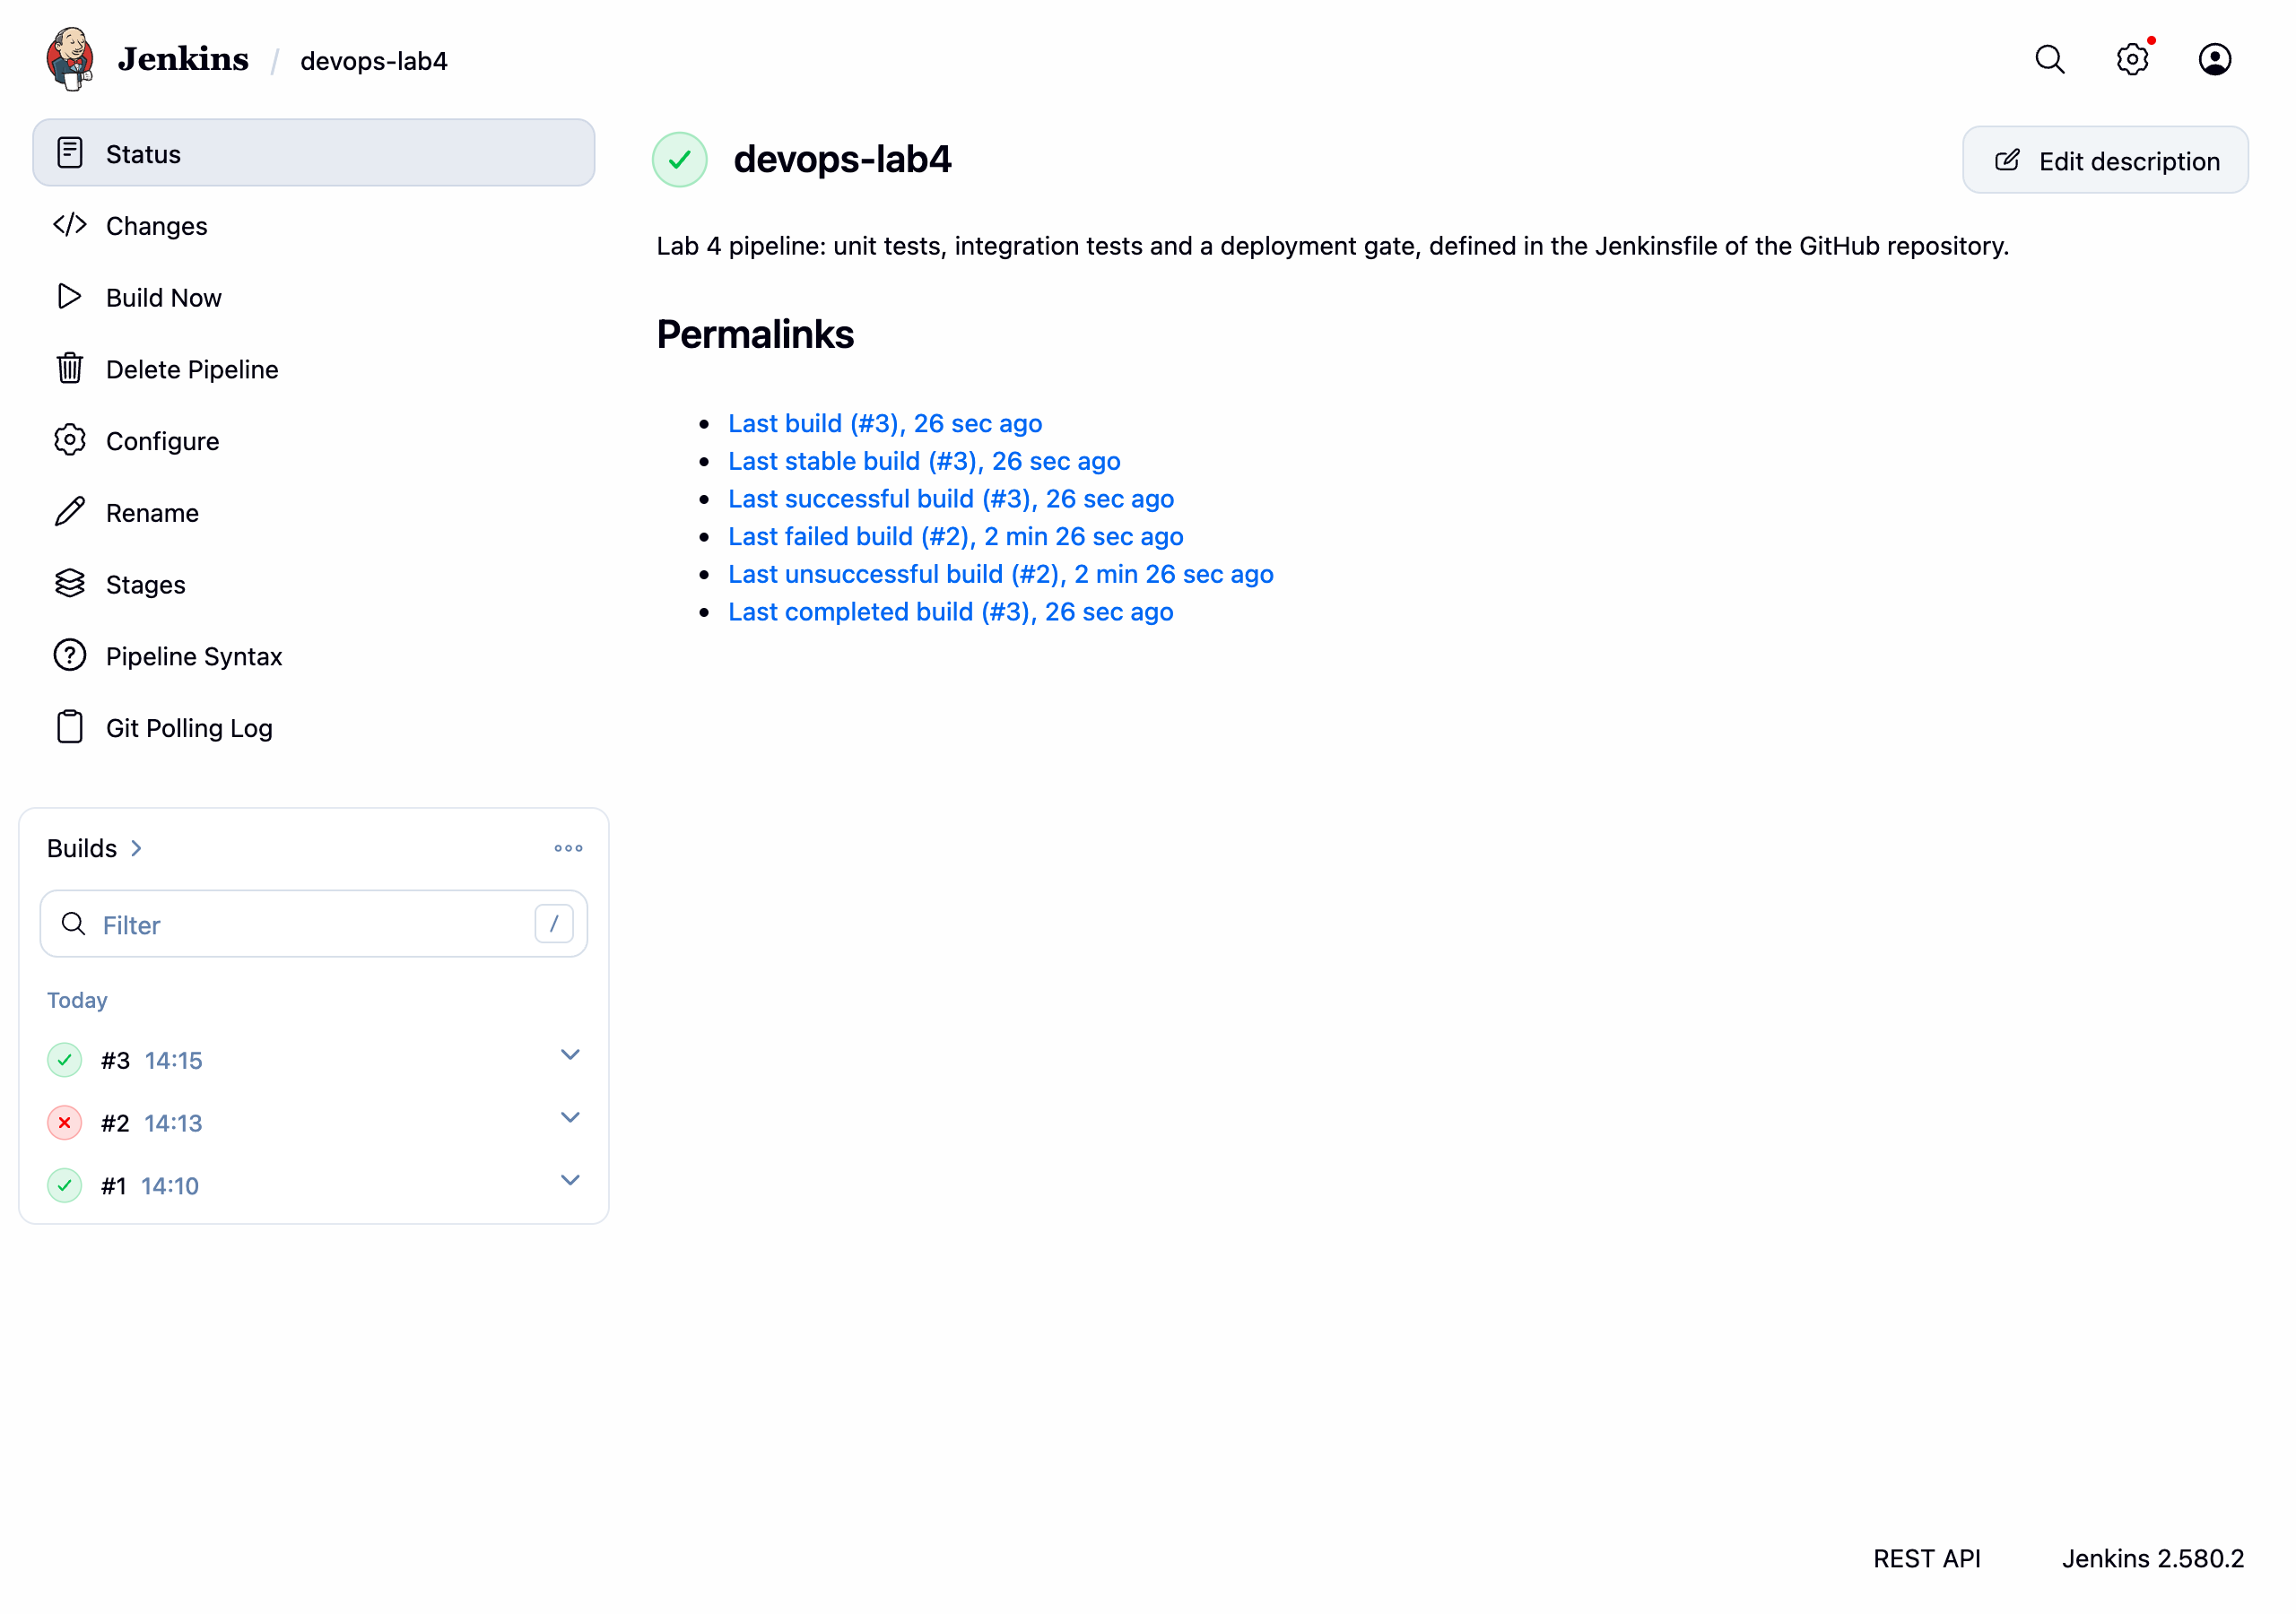 Jenkins / devops-lab4
Status
Changes
Build Now
Delete Pipeline
Configure
Rename
Stages
Pipeline Syntax
Git Polling Log
Builds
Filter /
Today
#3 14:15
#2 14:13
#1 14:10
devops-lab4
Edit description
Lab 4 pipeline: unit tests, integration tests and a deployment gate, defined in the Jenkinsfile of the GitHub repository.
Permalinks
Last build (#3), 26 sec ago
Last stable build (#3), 26 sec ago
Last successful build (#3), 26 sec ago
Last failed build (#2), 2 min 26 sec ago
Last unsuccessful build (#2), 2 min 26 sec ago
Last completed build (#3), 26 sec ago
REST API
Jenkins 2.580.2